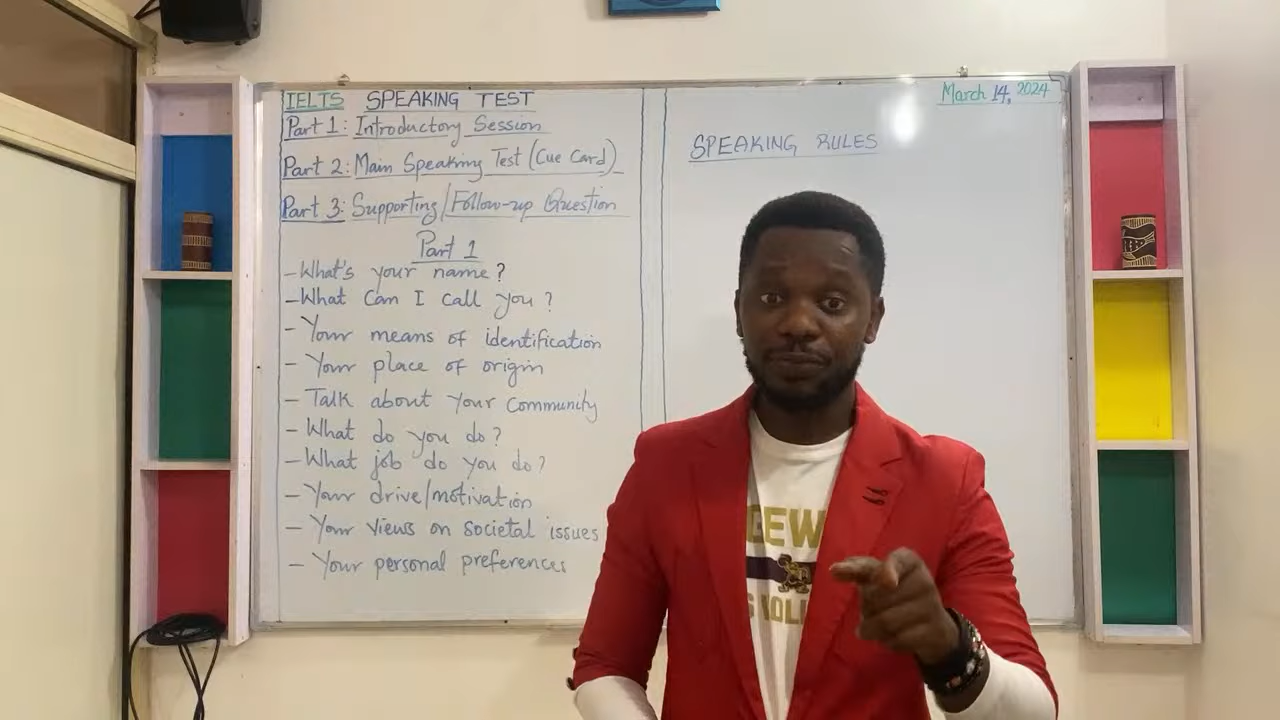 IELTS SPEAKING TEST
Part 1: Introductory Session
Part 2: Main Speaking Test (Cue Card)
Part 3: Supporting/Follow-up Question
Part 1
- What's your name?
- What can I call you?
- Your means of identification
- Your place of origin
- Talk about your community
- What do you do?
- What job do you do?
- Your drive/motivation
- Your views on societal issues
- Your personal preferences
March 14, 2024
SPEAKING RULES